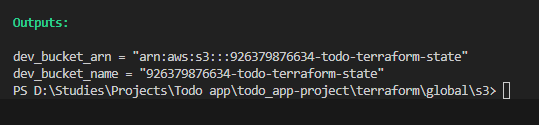 Outputs:
dev_bucket_arn = "arn:aws:s3:::926379876634-todo-terraform-state"
dev_bucket_name = "926379876634-todo-terraform-state"
PS D:\Studies\Projects\Todo app\todo_app-project\terraform\global\s3>